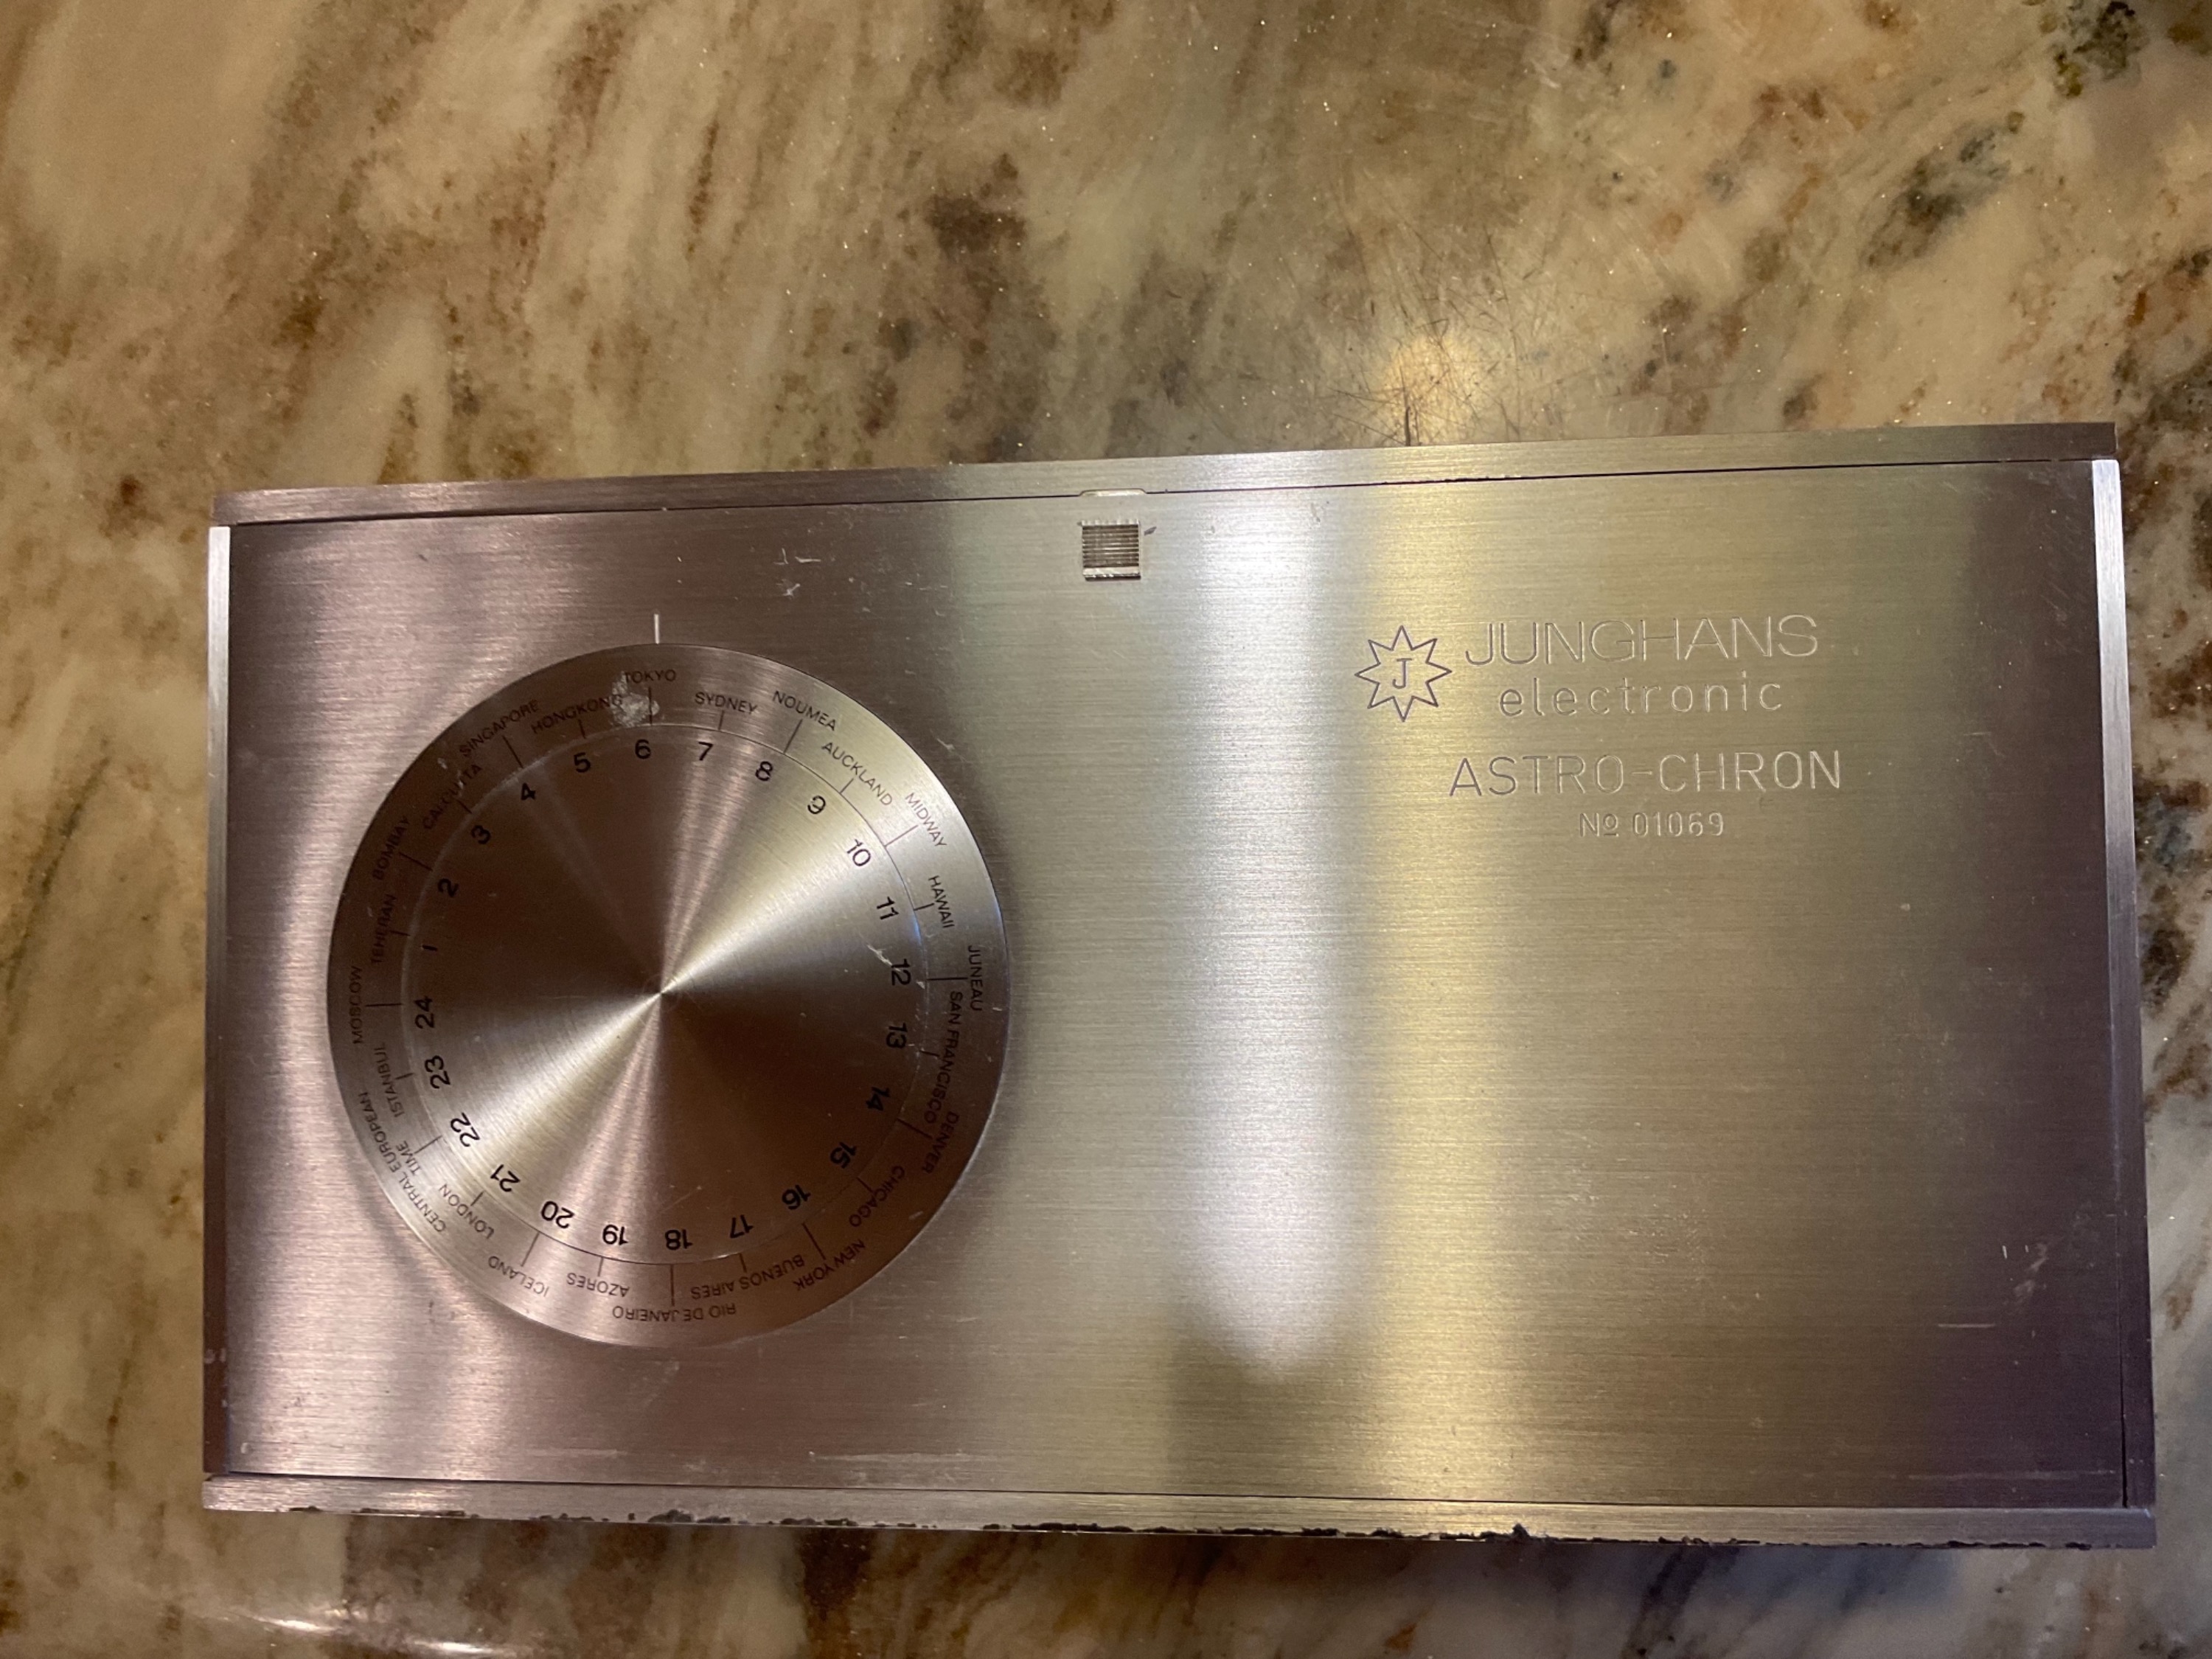 JUNGHANS
J
electronic
ASTRO-CHRON
Nº 01069
TOKYO
SYDNEY
NOUMEA
AUCKLAND
MIDWAY
HAWAII
JUNEAU
SAN FRANCISCO
DENVER
CHICAGO
NEW YORK
BUENOS AIRES
RIO DE JANEIRO
AZORES
ICELAND
LONDON
CENTRAL EUROPEAN
TIME
ISTANBUL
MOSCOW
TEHERAN
BOMBAY
CALCUTTA
SINGAPORE
HONGKONG
6 7 8 9 10 11 12 13 14 15 16 17 18 19 20 21 22 23 24 1 2 3 4 5